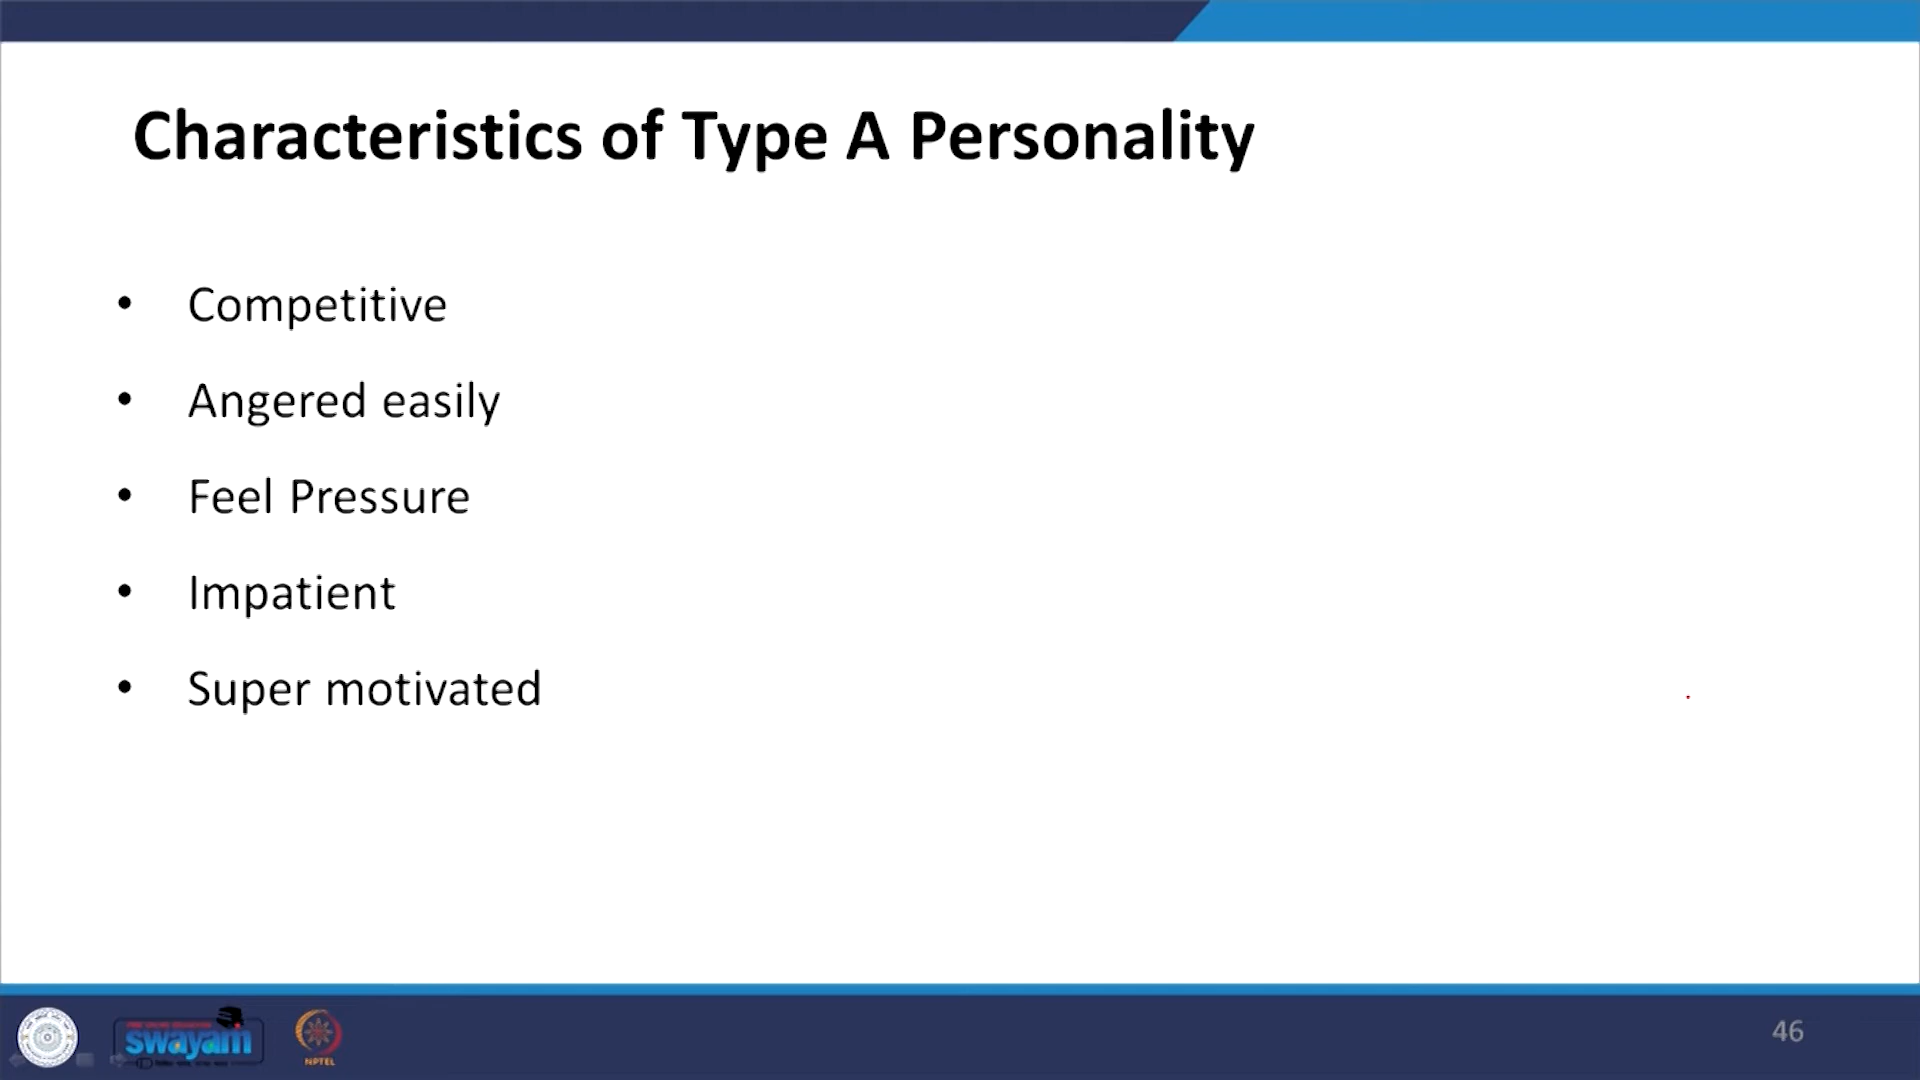 Characteristics of Type A Personality
• Competitive
• Angered easily
• Feel Pressure
• Impatient
• Super motivated
swayam
NPTEL
46